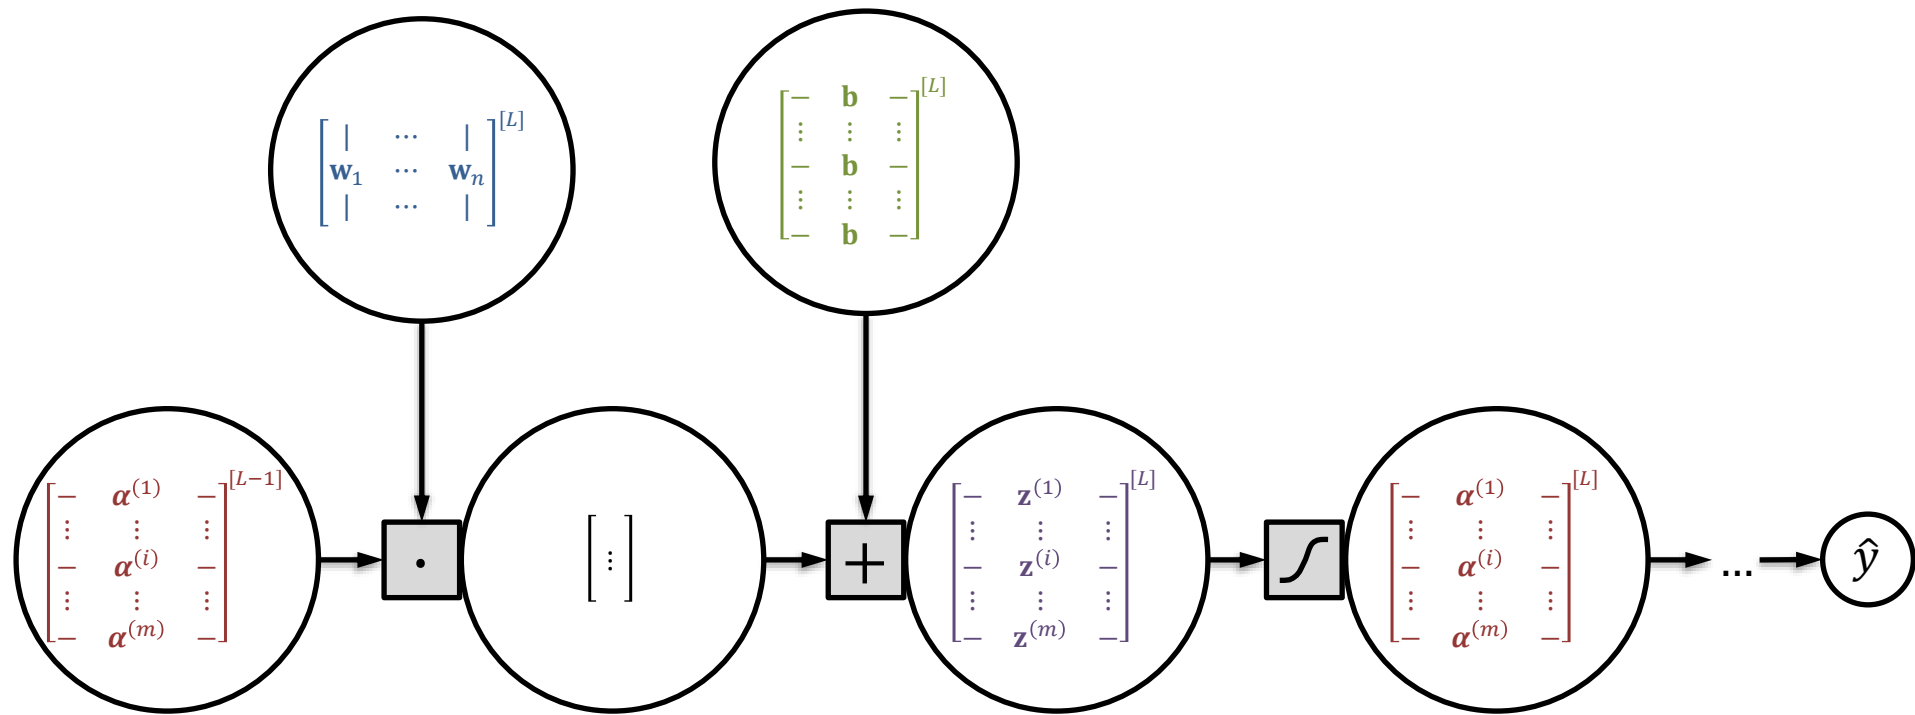 [| ⋯ |]^[L]
w₁ ⋯ wₙ
| ⋯ |
[— b —]^[L]
⋮ ⋮ ⋮
— b —
⋮ ⋮ ⋮
— b —
[— α^(1) —]^[L−1]
⋮ ⋮ ⋮
— α^(i) —
⋮ ⋮ ⋮
— α^(m) —
·
[⋮]
+
[— z^(1) —]^[L]
⋮ ⋮ ⋮
— z^(i) —
⋮ ⋮ ⋮
— z^(m) —
[— α^(1) —]^[L]
⋮ ⋮ ⋮
— α^(i) —
⋮ ⋮ ⋮
— α^(m) —
...
ŷ